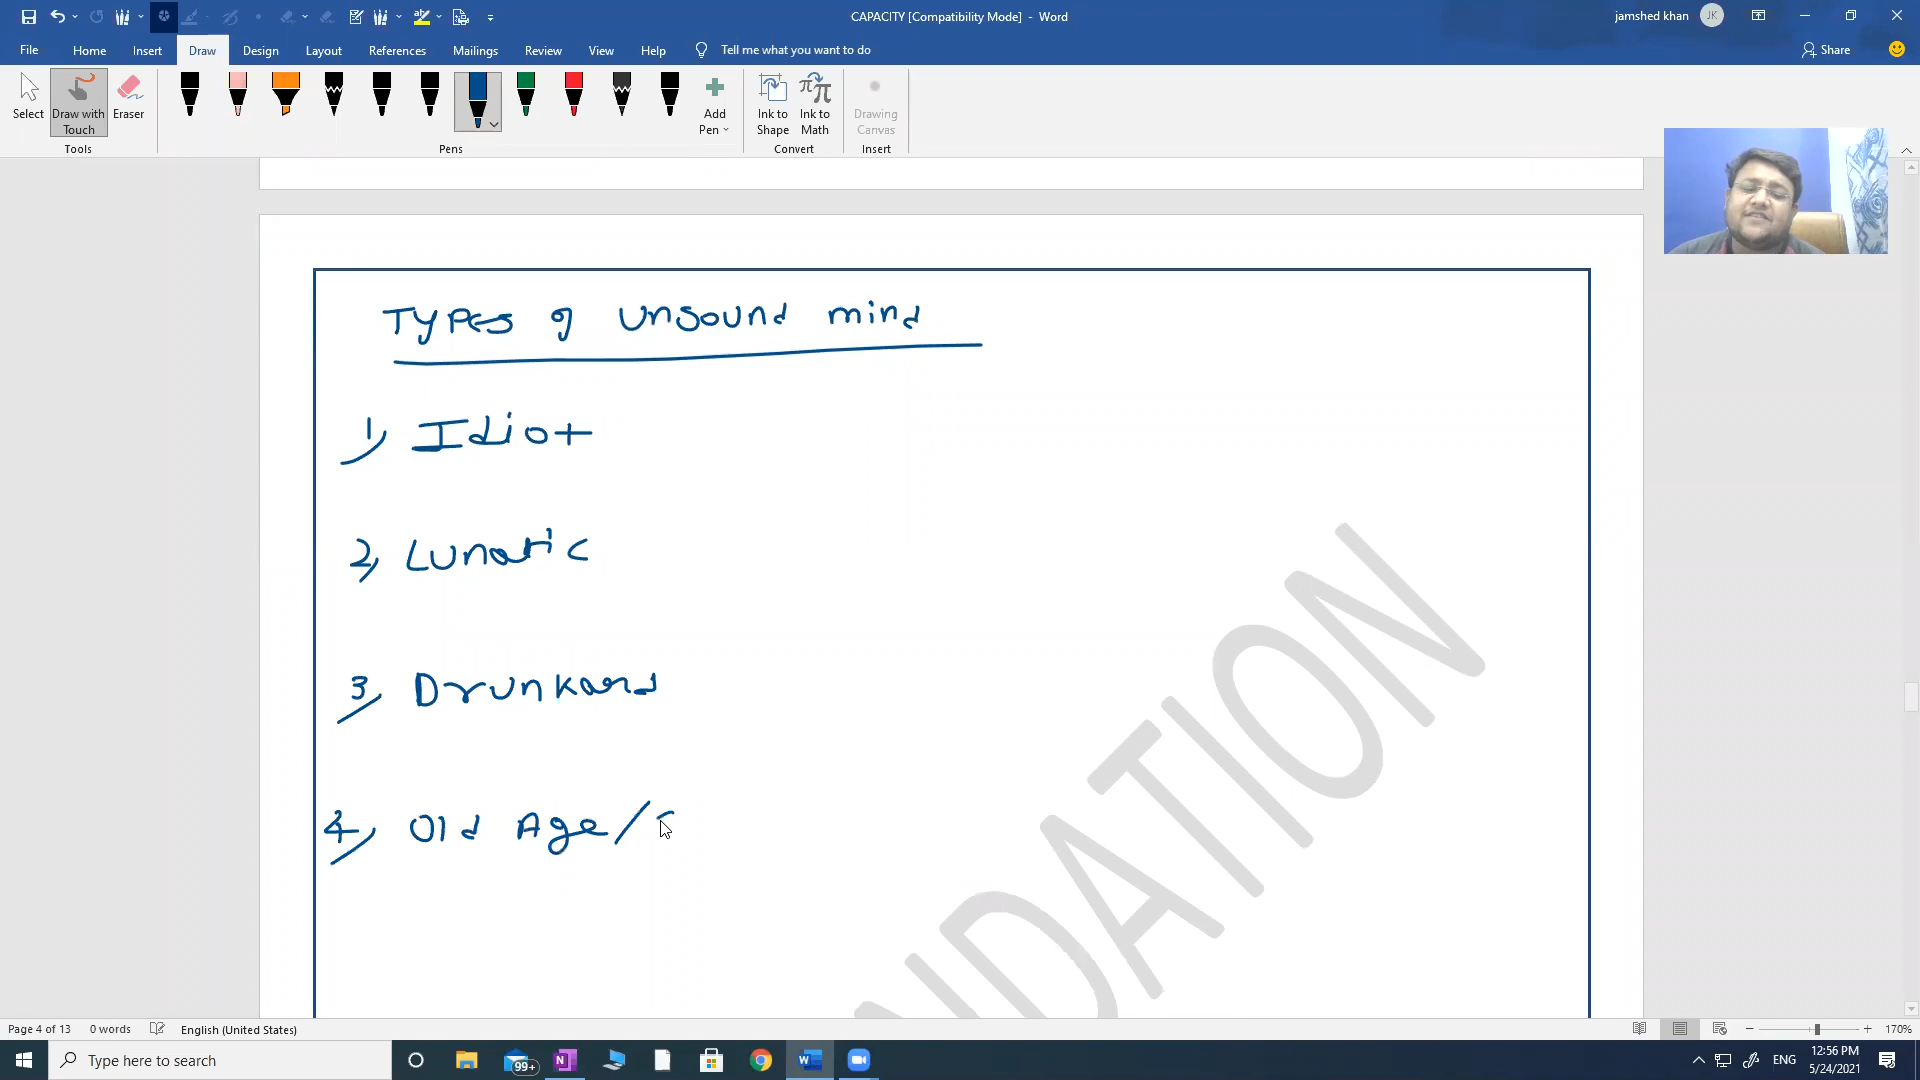 CAPACITY [Compatibility Mode] - Word
jamshed khan JK
File Home Insert Draw Design Layout References Mailings Review View Help Tell me what you want to do Share
Select Draw with Touch Eraser Add Pen Ink to Shape Ink to Math Drawing Canvas
Tools Pens Convert Insert
TYPES of unsound mind
1, Idiot
2, Lunatic
3, Drunkard
4, Old Age/
NDATION
Page 4 of 13 0 words English (United States) 170%
Type here to search 99+ ENG 12:56 PM
5/24/2021